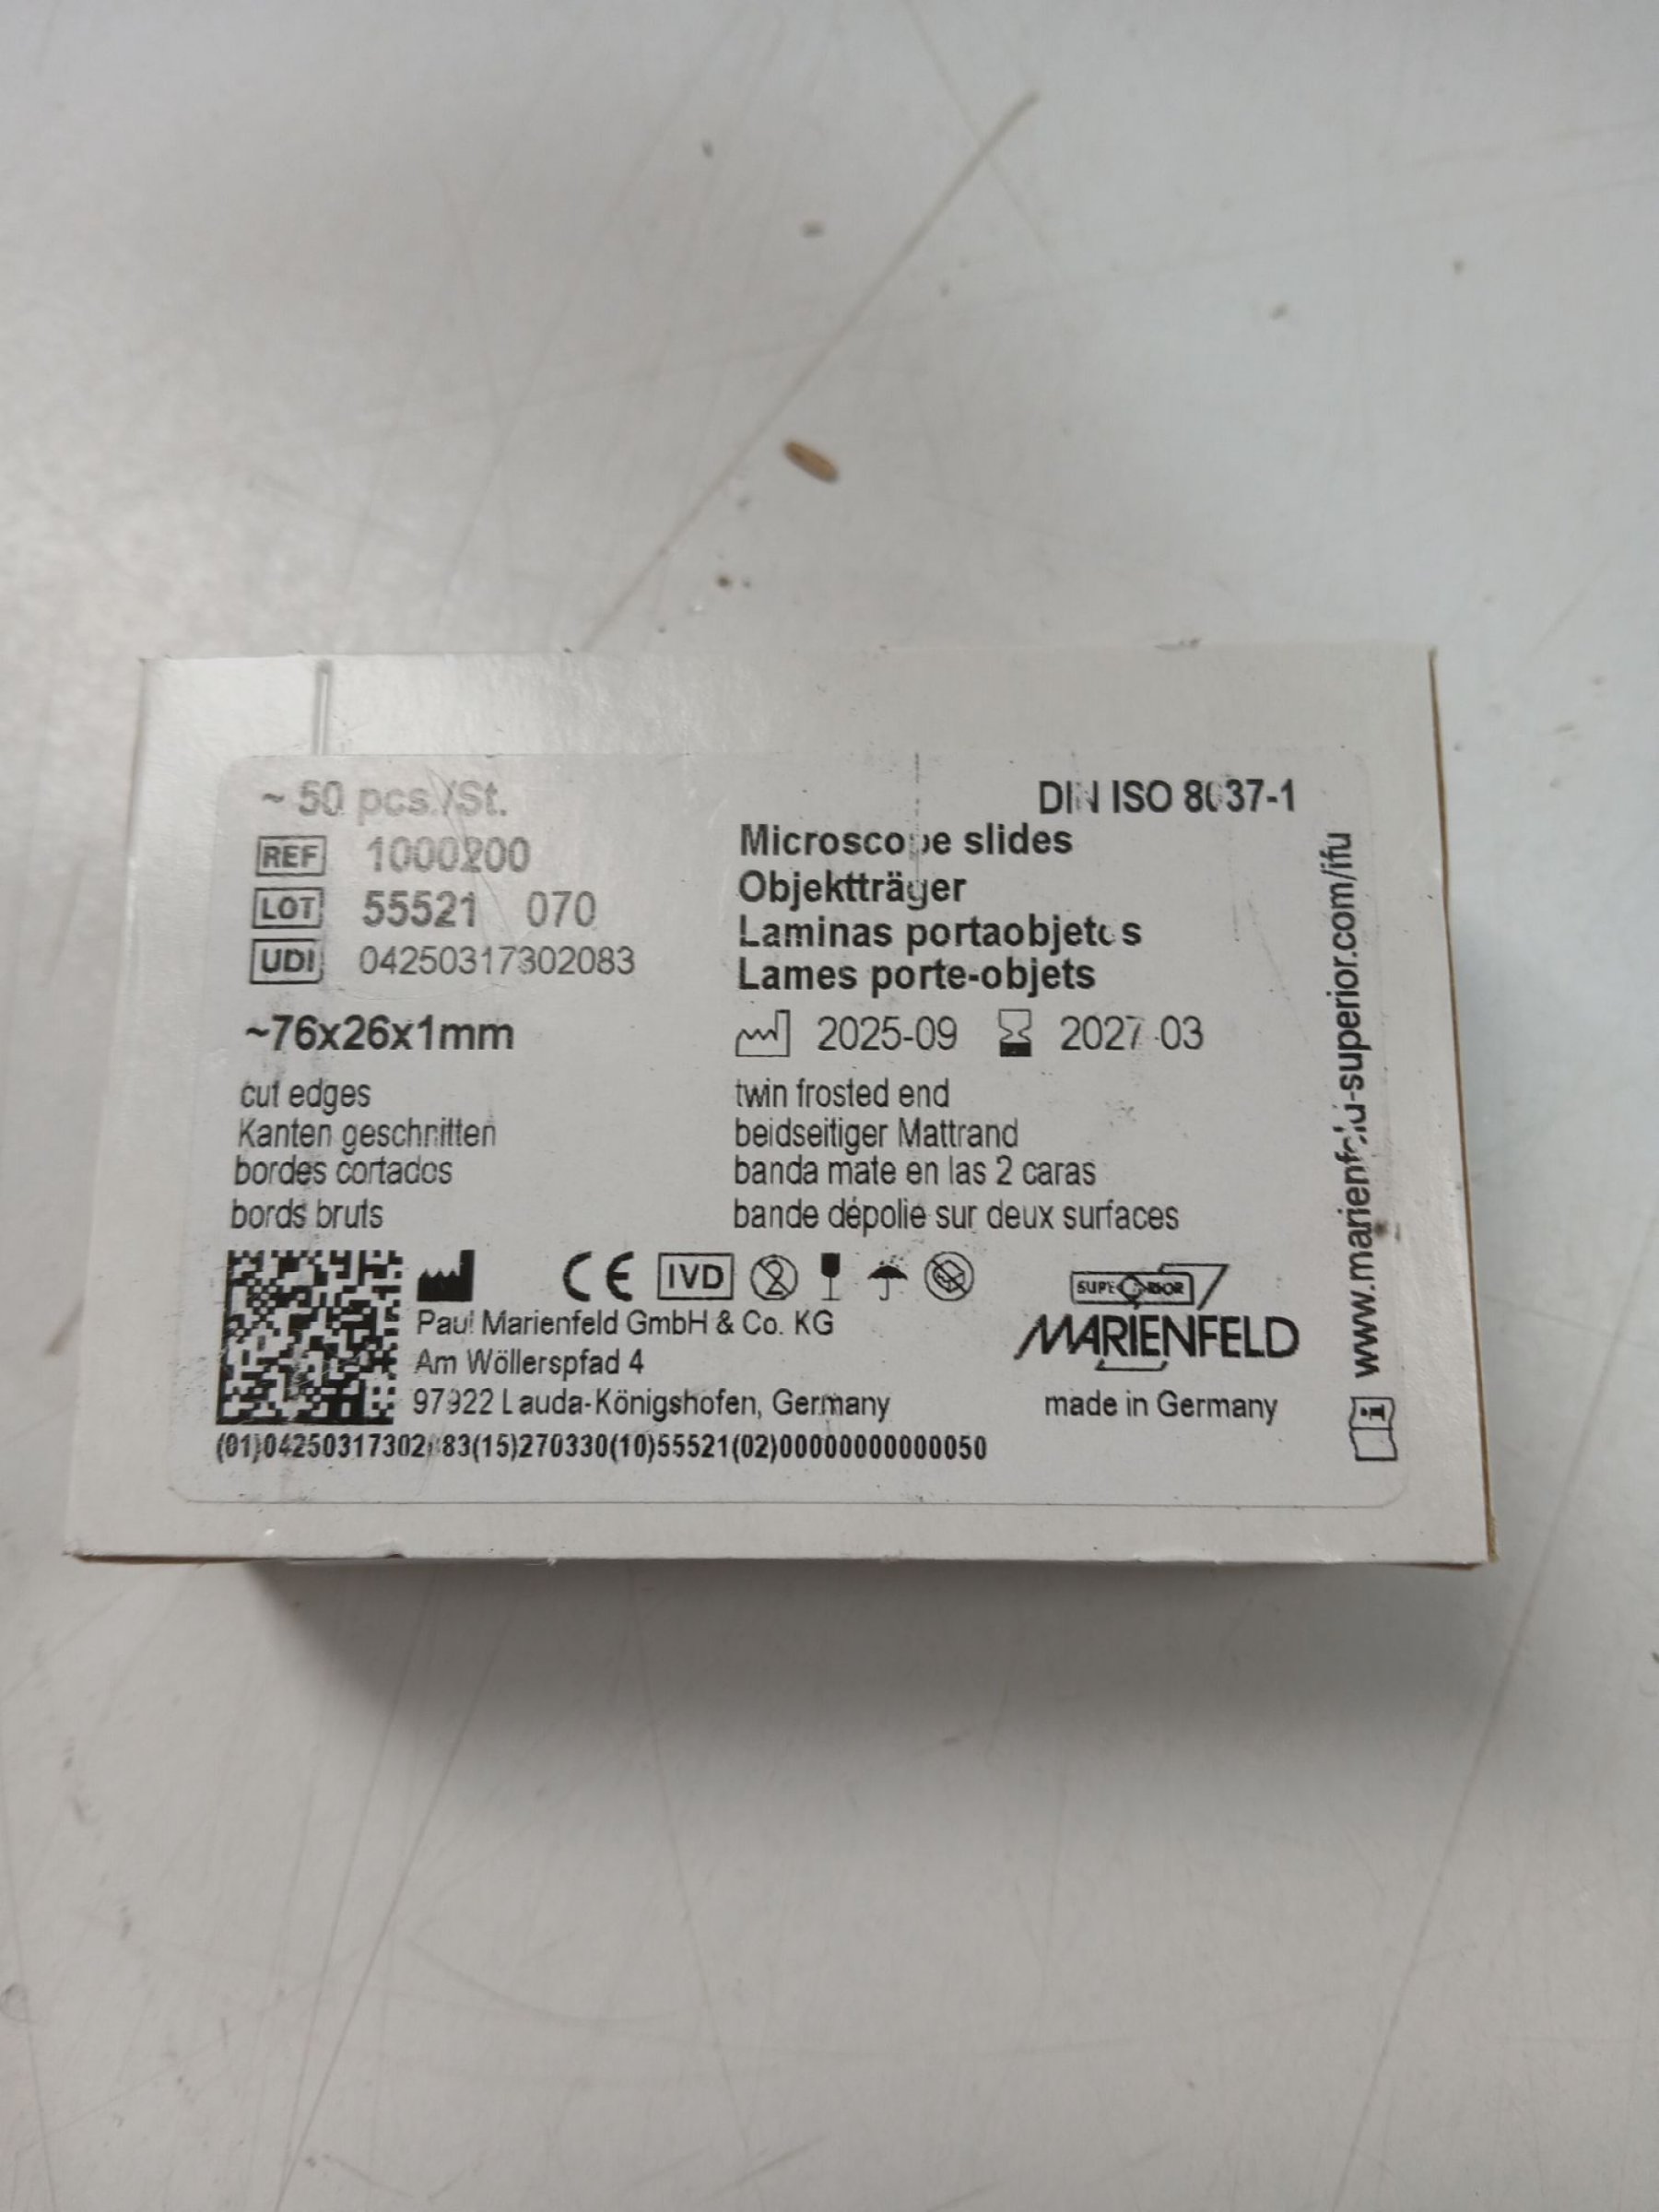 ~ 50 pcs./St.
REF 1000200
LOT 55521 070
UDI 04250317302083
~76x26x1mm
cut edges
Kanten geschnitten
bordes cortados
bords bruts
DIN ISO 8037-1
Microscope slides
Objektträger
Laminas portaobjetos
Lames porte-objets
2025-09 2027-03
twin frosted end
beidseitiger Mattrand
banda mate en las 2 caras
bande dépolie sur deux surfaces
CE IVD 2
Paul Marienfeld GmbH & Co. KG
Am Wöllerspfad 4
97922 Lauda-Königshofen, Germany
(01)04250317302083(15)270330(10)55521(02)00000000000050
SUPERIOR
MARIENFELD
made in Germany
www.marienfeld-superior.com/ifu
i